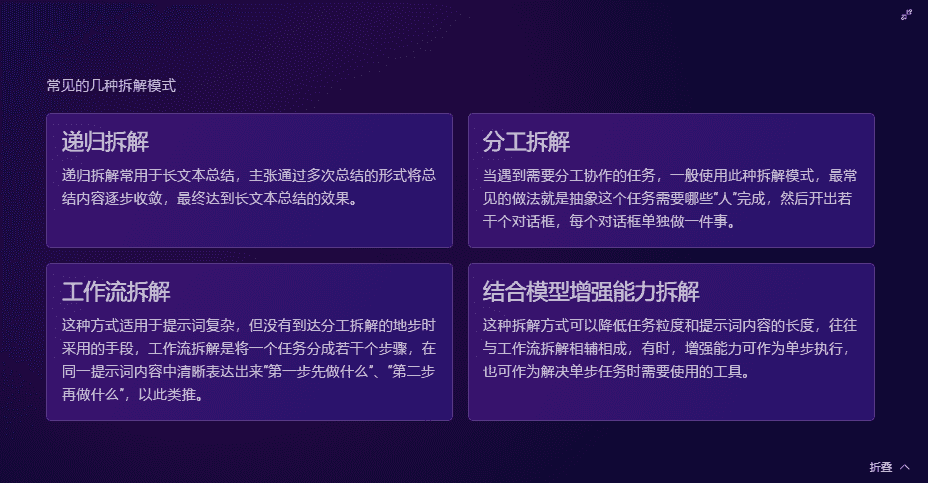 常见的几种拆解模式
递归拆解
递归拆解常用于长文本总结，主张通过多次总结的形式将总
结内容逐步收敛，最终达到长文本总结的效果。
分工拆解
当遇到需要分工协作的任务，一般使用此种拆解模式，最常
见的做法就是抽象这个任务需要哪些"人"完成，然后开出若
干个对话框，每个对话框单独做一件事。
工作流拆解
这种方式适用于提示词复杂，但没有到达分工拆解的地步时
采用的手段，工作流拆解是将一个任务分成若干个步骤，在
同一提示词内容中清晰表达出来"第一步先做什么"、"第二步
再做什么"，以此类推。
结合模型增强能力拆解
这种拆解方式可以降低任务粒度和提示词内容的长度，往往
与工作流拆解相辅相成，有时，增强能力可作为单步执行，
也可作为解决单步任务时需要使用的工具。
折叠